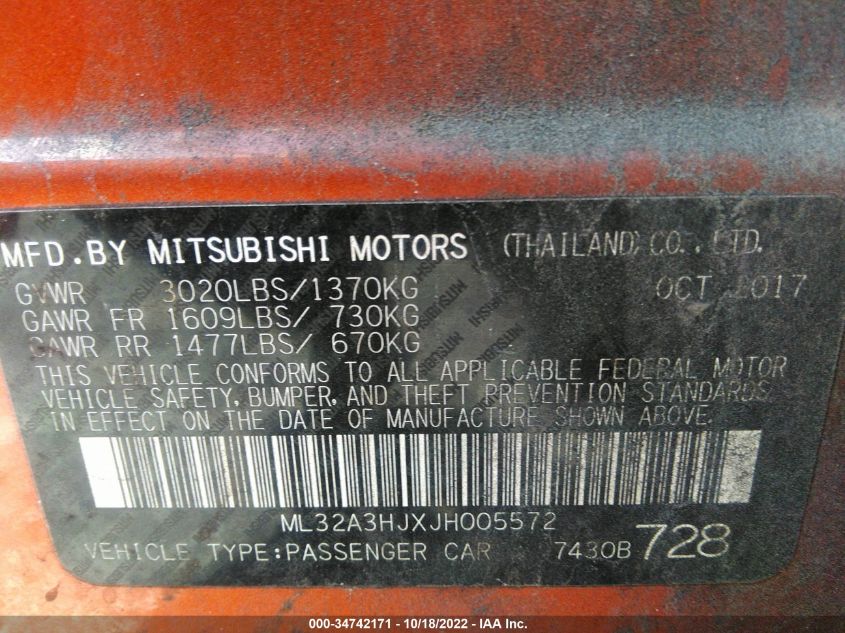 MFD.BY MITSUBISHI MOTORS (THAILAND) CO., LTD.
GVWR 3020LBS/1370KG OCT 2017
GAWR FR 1609LBS/ 730KG
GAWR RR 1477LBS/ 670KG
THIS VEHICLE CONFORMS TO ALL APPLICABLE FEDERAL MOTOR
VEHICLE SAFETY, BUMPER, AND THEFT PREVENTION STANDARDS
IN EFFECT ON THE DATE OF MANUFACTURE SHOWN ABOVE.
ML32A3HJXJH005572
VEHICLE TYPE:PASSENGER CAR 7430B 728
000-34742171 - 10/18/2022 - IAA Inc.